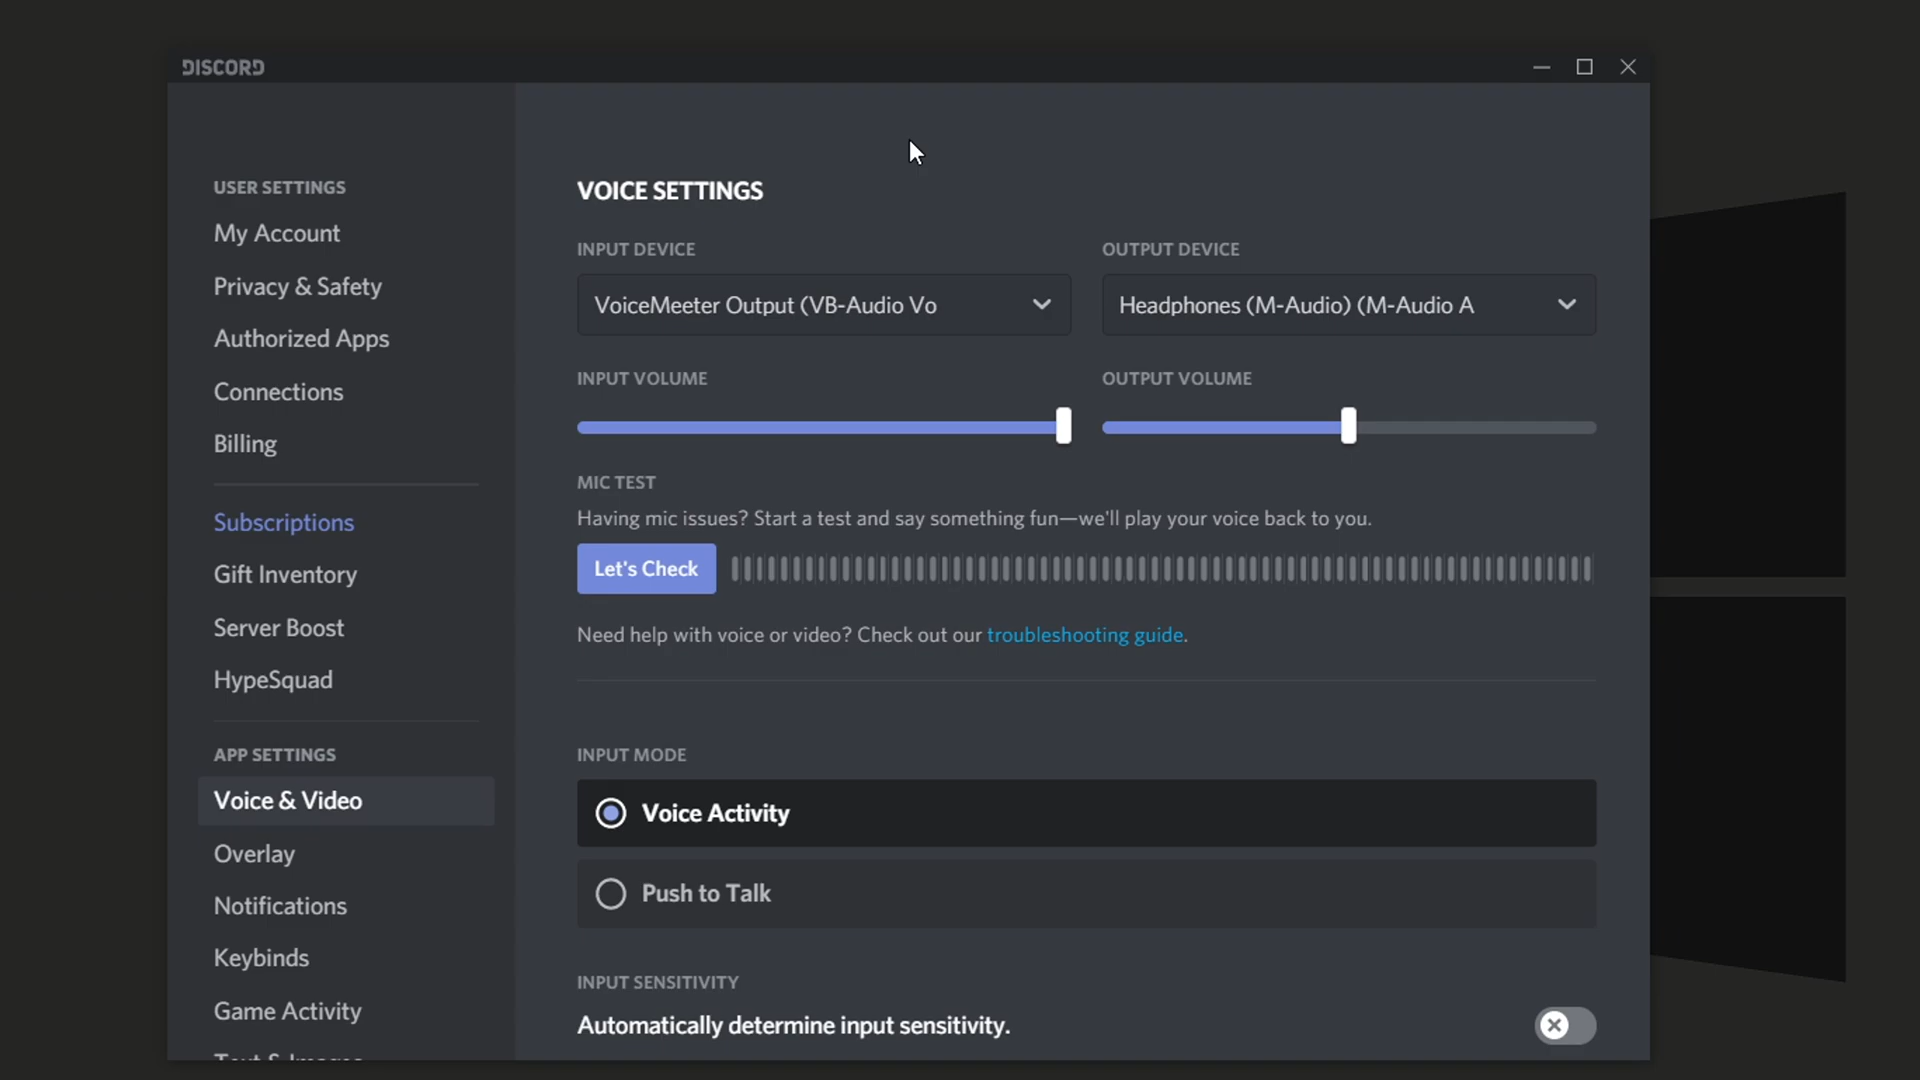 DISCORD
USER SETTINGS
My Account
Privacy & Safety
Authorized Apps
Connections
Billing
Subscriptions
Gift Inventory
Server Boost
HypeSquad
APP SETTINGS
Voice & Video
Overlay
Notifications
Keybinds
Game Activity
VOICE SETTINGS
INPUT DEVICE
VoiceMeeter Output (VB-Audio Vo
OUTPUT DEVICE
Headphones (M-Audio) (M-Audio A
INPUT VOLUME
OUTPUT VOLUME
MIC TEST
Having mic issues? Start a test and say something fun—we'll play your voice back to you.
Let's Check
Need help with voice or video? Check out our troubleshooting guide.
INPUT MODE
Voice Activity
Push to Talk
INPUT SENSITIVITY
Automatically determine input sensitivity.